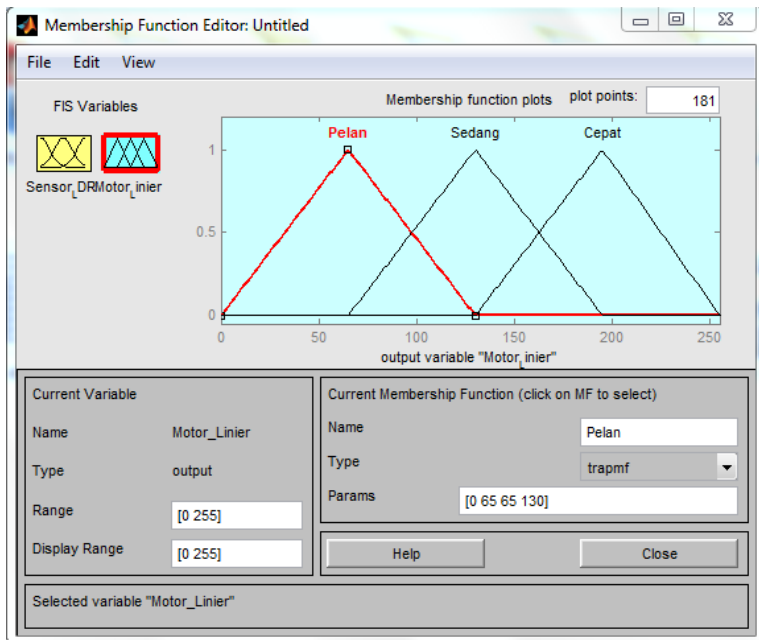 Membership Function Editor: Untitled
File Edit View
FIS Variables
Membership function plots plot points: 181
Pelan Sedang Cepat
1
0.5
0
Sensor_LDR Motor_Linier
0 50 100 150 200 250
output variable "Motor_Linier"
Current Variable
Name Motor_Linier
Type output
Range [0 255]
Display Range [0 255]
Current Membership Function (click on MF to select)
Name Pelan
Type trapmf
Params [0 65 65 130]
Help Close
Selected variable "Motor_Linier"